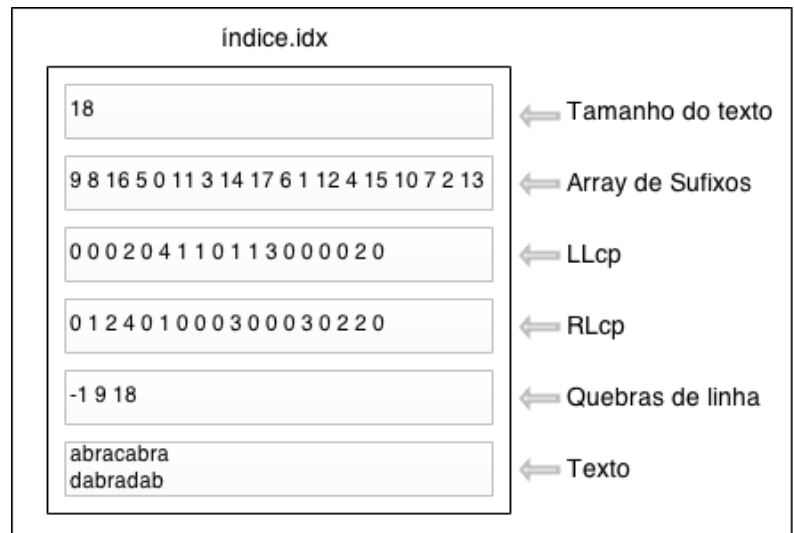 índice.idx
18
Tamanho do texto
9 8 16 5 0 11 3 14 17 6 1 12 4 15 10 7 2 13
Array de Sufixos
0 0 0 2 0 4 1 1 0 1 1 3 0 0 0 0 2 0
LLcp
0 1 2 4 0 1 0 0 0 3 0 0 0 3 0 2 2 0
RLcp
-1 9 18
Quebras de linha
abracabra
dabradab
Texto